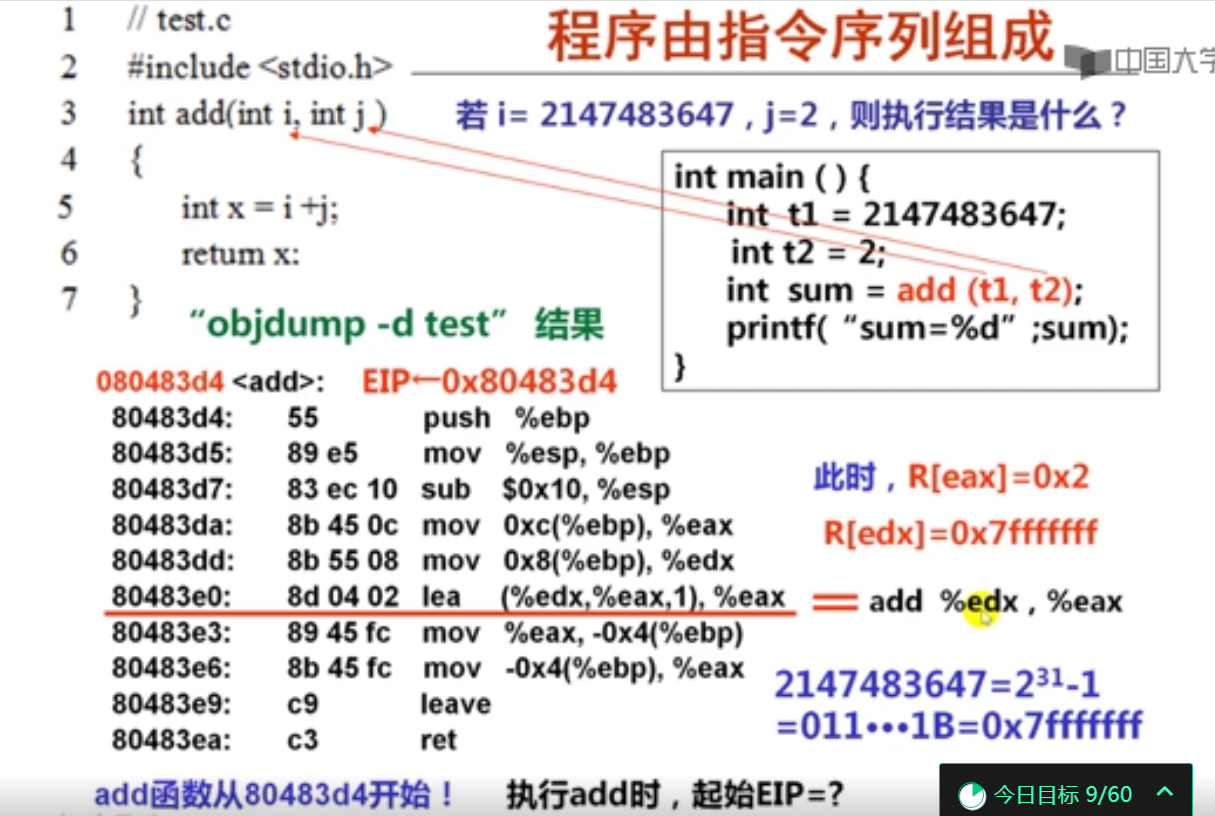 程序由指令序列组成
中国大学
1 // test.c
2 #include <stdio.h>
3 int add(int i, int j )
4 {
5 int x = i +j;
6 return x;
7 }
若 i= 2147483647，j=2，则执行结果是什么？
int main ( ) {
int t1 = 2147483647;
int t2 = 2;
int sum = add (t1, t2);
printf( “sum=%d” ;sum);
}
“objdump -d test” 结果
080483d4 <add>: EIP←0x80483d4
80483d4: 55 push %ebp
80483d5: 89 e5 mov %esp, %ebp
80483d7: 83 ec 10 sub $0x10, %esp
80483da: 8b 45 0c mov 0xc(%ebp), %eax
80483dd: 8b 55 08 mov 0x8(%ebp), %edx
80483e0: 8d 04 02 lea (%edx,%eax,1), %eax
80483e3: 89 45 fc mov %eax, -0x4(%ebp)
80483e6: 8b 45 fc mov -0x4(%ebp), %eax
80483e9: c9 leave
80483ea: c3 ret
此时，R[eax]=0x2
R[edx]=0x7fffffff
== add %edx , %eax
2147483647=2³¹-1
=011•••1B=0x7fffffff
add函数从80483d4开始！ 执行add时，起始EIP=?
今日目标 9/60